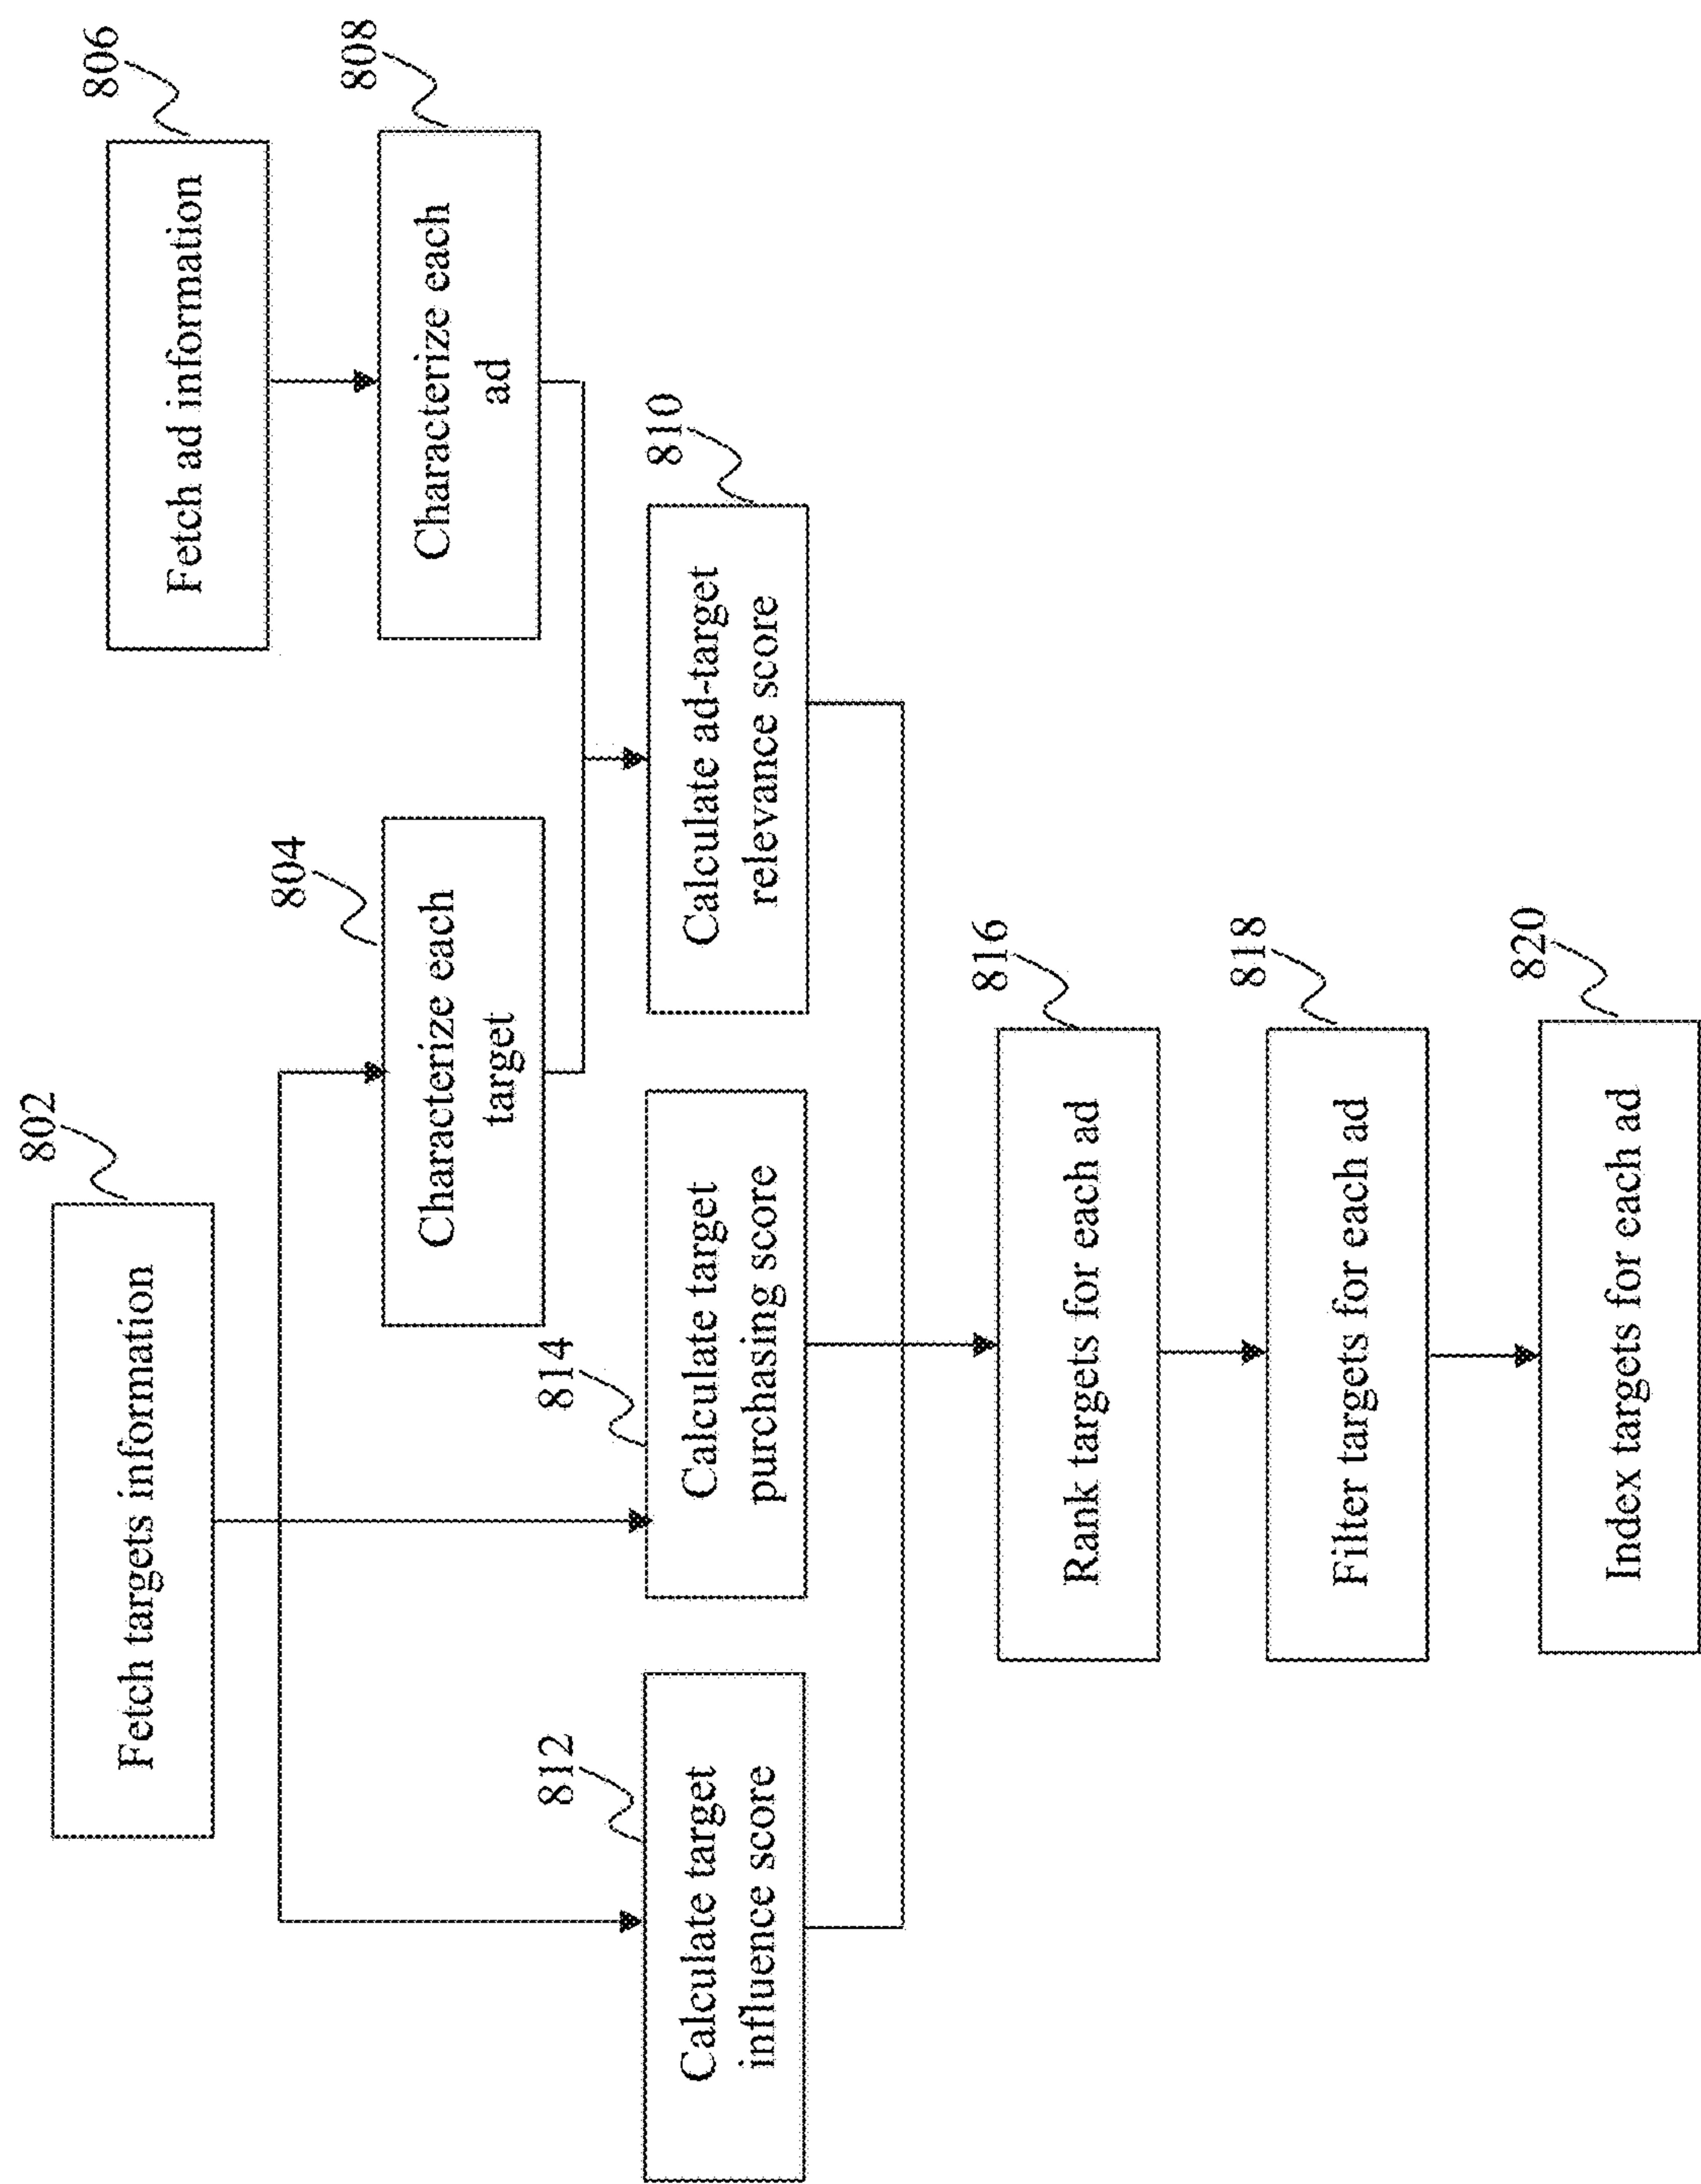 802
Fetch targets information
806
Fetch ad information
804
Characterize each
target
808
Characterize each
ad
812
Calculate target
influence score
814
Calculate target
purchasing score
810
Calculate ad-target
relevance score
816
Rank targets for each ad
818
Filter targets for each ad
820
Index targets for each ad